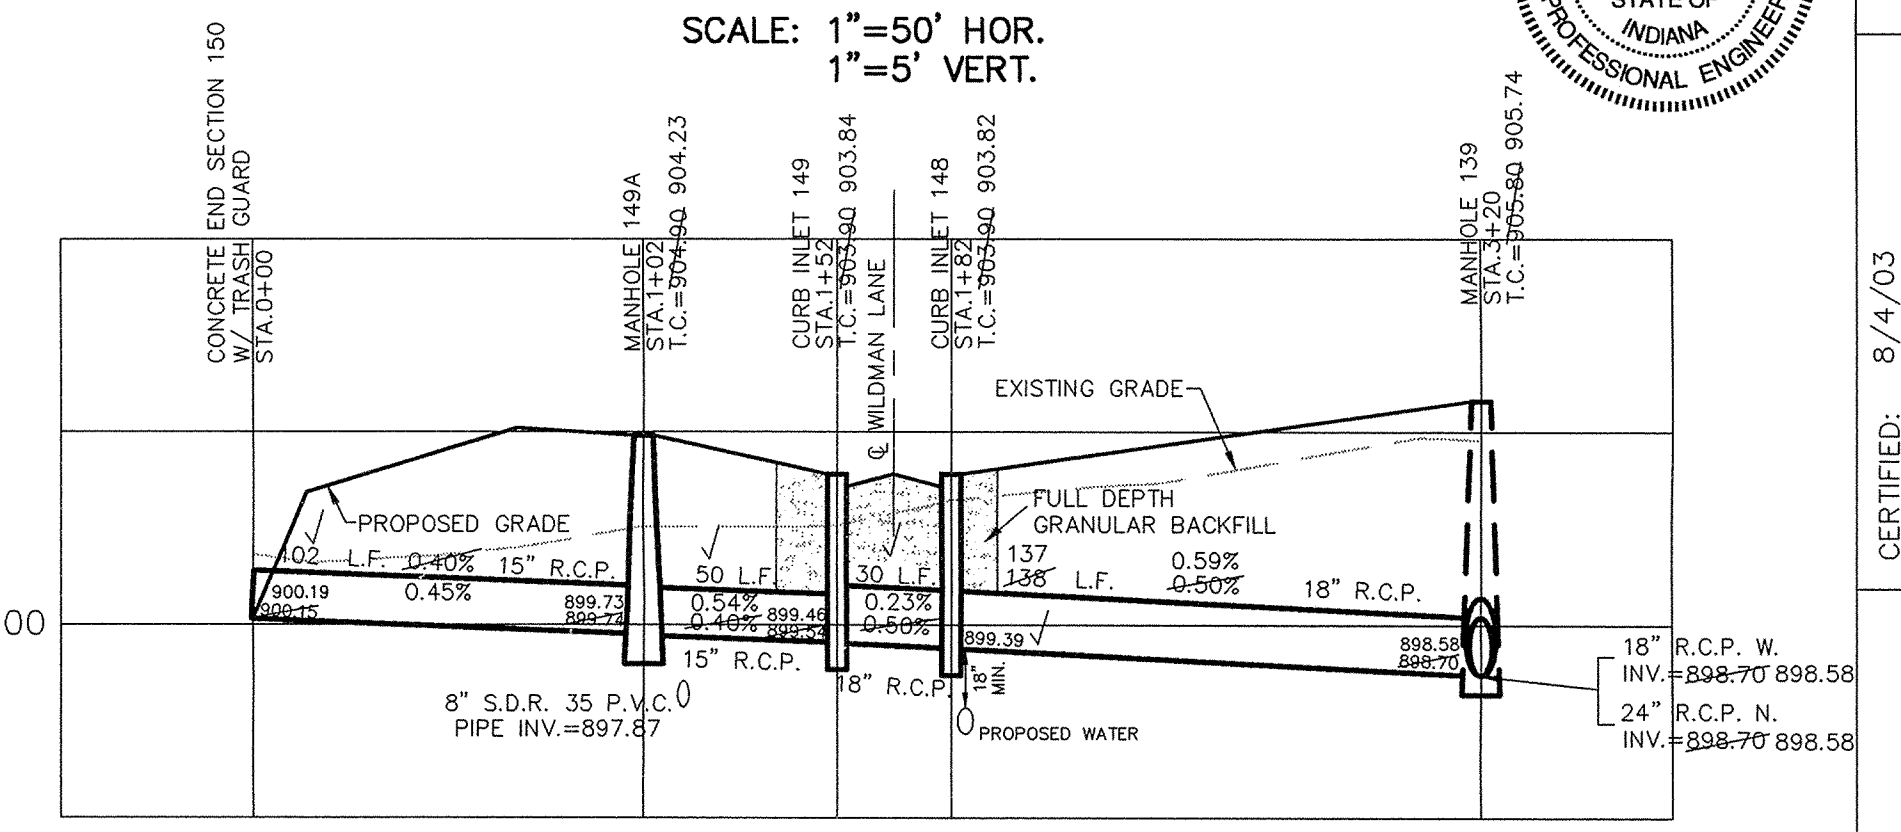 SCALE: 1"=50' HOR.
1"=5' VERT.
STATE OF
INDIANA
PROFESSIONAL ENGINEER
CONCRETE END SECTION 150
W/ TRASH GUARD
STA.0+00
MANHOLE 149A
STA.1+02
T.C.=904.90 904.23
CURB INLET 149
STA.1+52
T.C.=903.90 903.84
℄ WILDMAN LANE
CURB INLET 148
STA.1+82
T.C.=903.90 903.82
MANHOLE 139
STA.3+20
T.C.=905.80 905.74
CERTIFIED: 8/4/03
EXISTING GRADE
PROPOSED GRADE
FULL DEPTH
GRANULAR BACKFILL
102 L.F. 0.40% 15" R.C.P.
0.45%
900.19
900.15
899.73
899.74
50 L.F.
0.54%
0.40%
15" R.C.P.
899.46
899.54
30 L.F.
0.23%
0.50%
18" R.C.P.
899.39
137
138 L.F.
0.59%
0.50%
18" R.C.P.
898.58
898.70
00
8" S.D.R. 35 P.V.C.
PIPE INV.=897.87
18"
MIN.
PROPOSED WATER
18" R.C.P. W.
INV.=898.70 898.58
24" R.C.P. N.
INV.=898.70 898.58